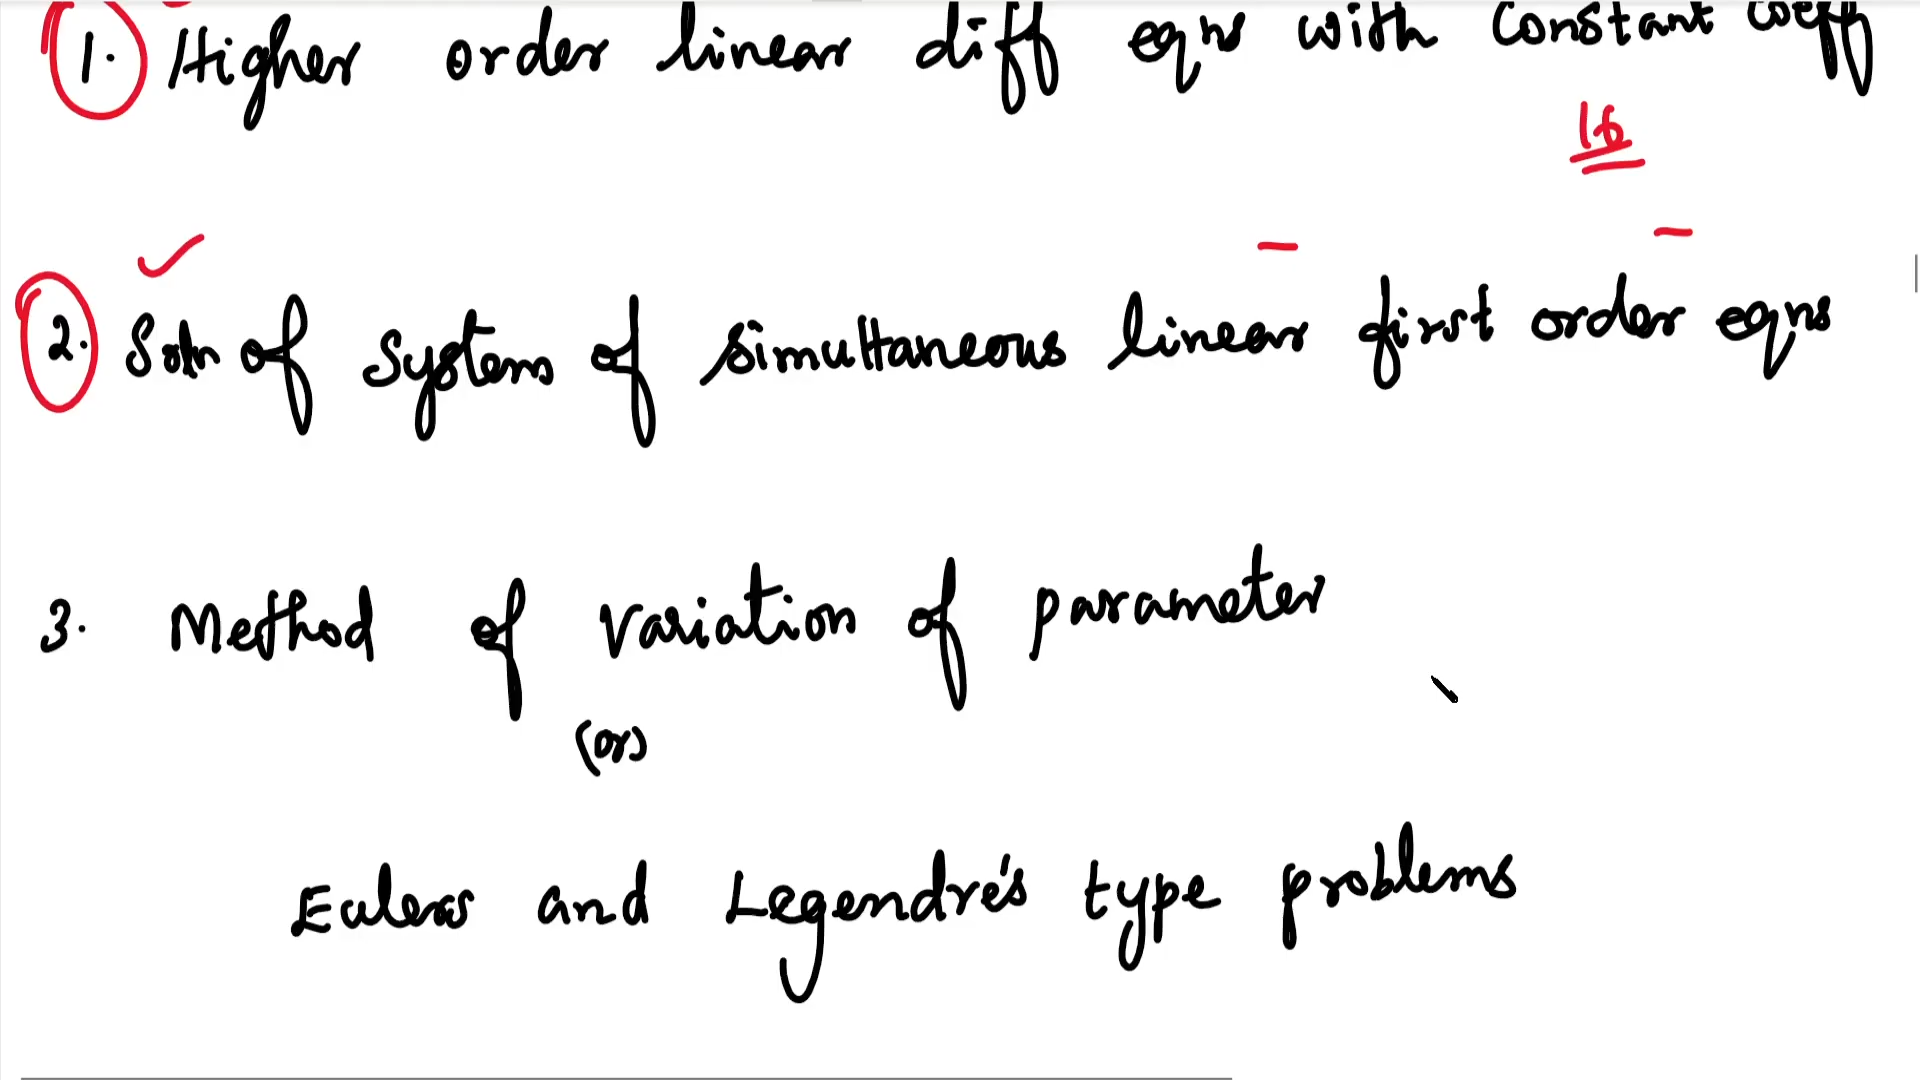 1. Higher order linear diff eqns with constant coeff
16
2. Soln of system of simultaneous linear first order eqns
3. Method of variation of parameter
(or)
Eulers and Legendre's type problems